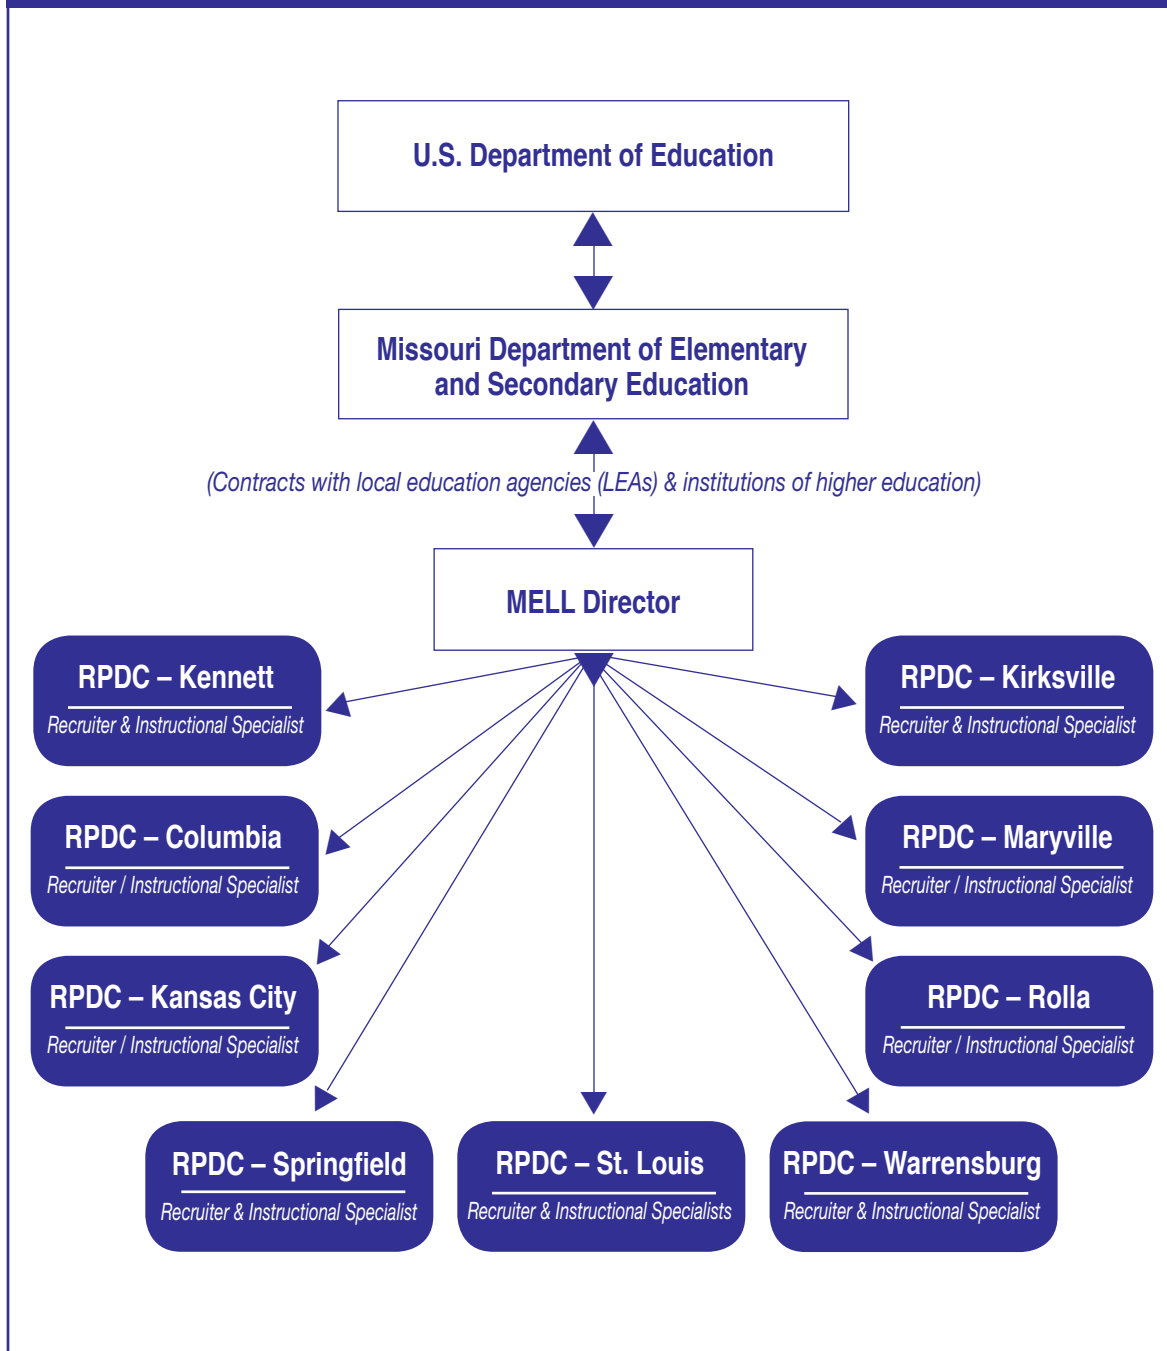 U.S. Department of Education
Missouri Department of Elementary
and Secondary Education
(Contracts with local education agencies (LEAs) & institutions of higher education)
MELL Director
RPDC – Kennett
Recruiter & Instructional Specialist
RPDC – Kirksville
Recruiter & Instructional Specialist
RPDC – Columbia
Recruiter / Instructional Specialist
RPDC – Maryville
Recruiter / Instructional Specialist
RPDC – Kansas City
Recruiter / Instructional Specialist
RPDC – Rolla
Recruiter / Instructional Specialist
RPDC – Springfield
Recruiter & Instructional Specialist
RPDC – St. Louis
Recruiter & Instructional Specialists
RPDC – Warrensburg
Recruiter & Instructional Specialist